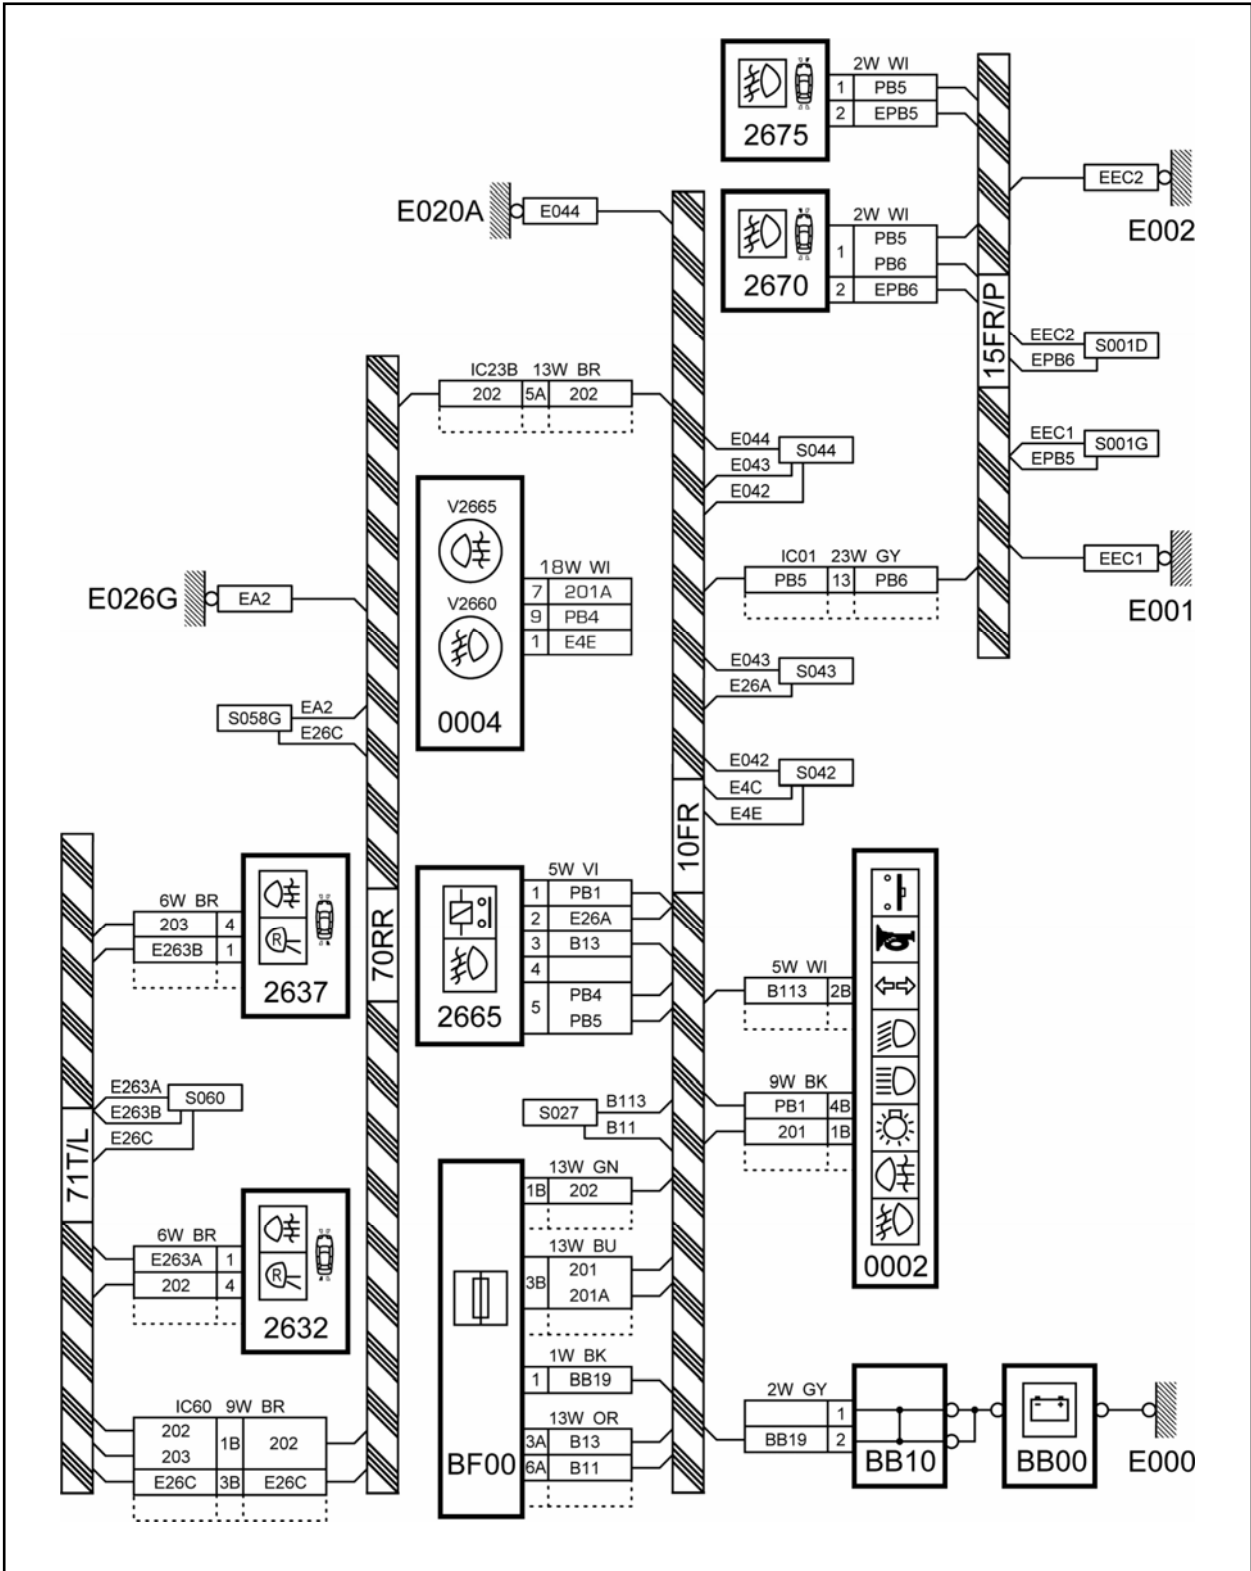 2W WI
1 PB5
2 EPB5
2675
EEC2
E002
E020A
E044
2W WI
1
PB5
PB6
2 EPB6
2670
15FR/P
EEC2
EPB6
S001D
IC23B 13W BR
202 5A 202
E044
E043
E042
S044
EEC1
EPB5
S001G
V2665
V2660
18W WI
7 201A
9 PB4
1 E4E
0004
IC01 23W GY
PB5 13 PB6
EEC1
E001
E026G
EA2
E043
E26A
S043
S058G
EA2
E26C
E042
E4C
E4E
S042
10FR
6W BR
203 4
E263B 1
2637
70RR
5W VI
1 PB1
2 E26A
3 B13
4
5
PB4
PB5
2665
5W WI
B113 2B
E263A
E263B
E26C
S060
71T/L
S027
B113
B11
9W BK
PB1 4B
201 1B
R
R
0002
13W GN
1B 202
6W BR
E263A 1
202 4
2632
13W BU
3B
201
201A
1W BK
1 BB19
13W OR
3A B13
6A B11
BF00
IC60 9W BR
202
203
1B 202
E26C 3B E26C
2W GY
1
BB19 2
BB10
BB00
E000